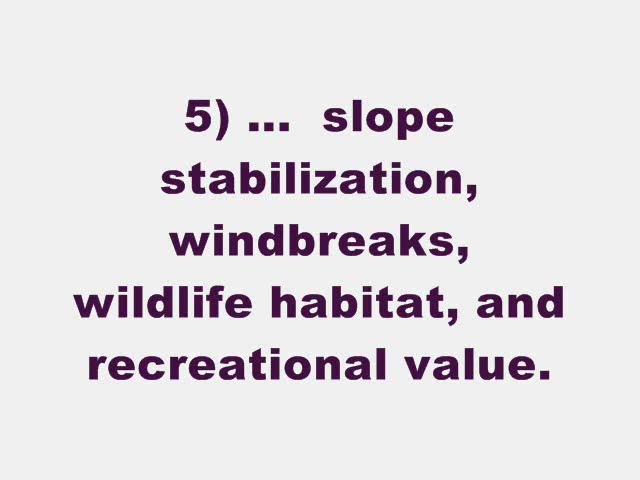 5) ...  slope
stabilization,
windbreaks,
wildlife habitat, and
recreational value.